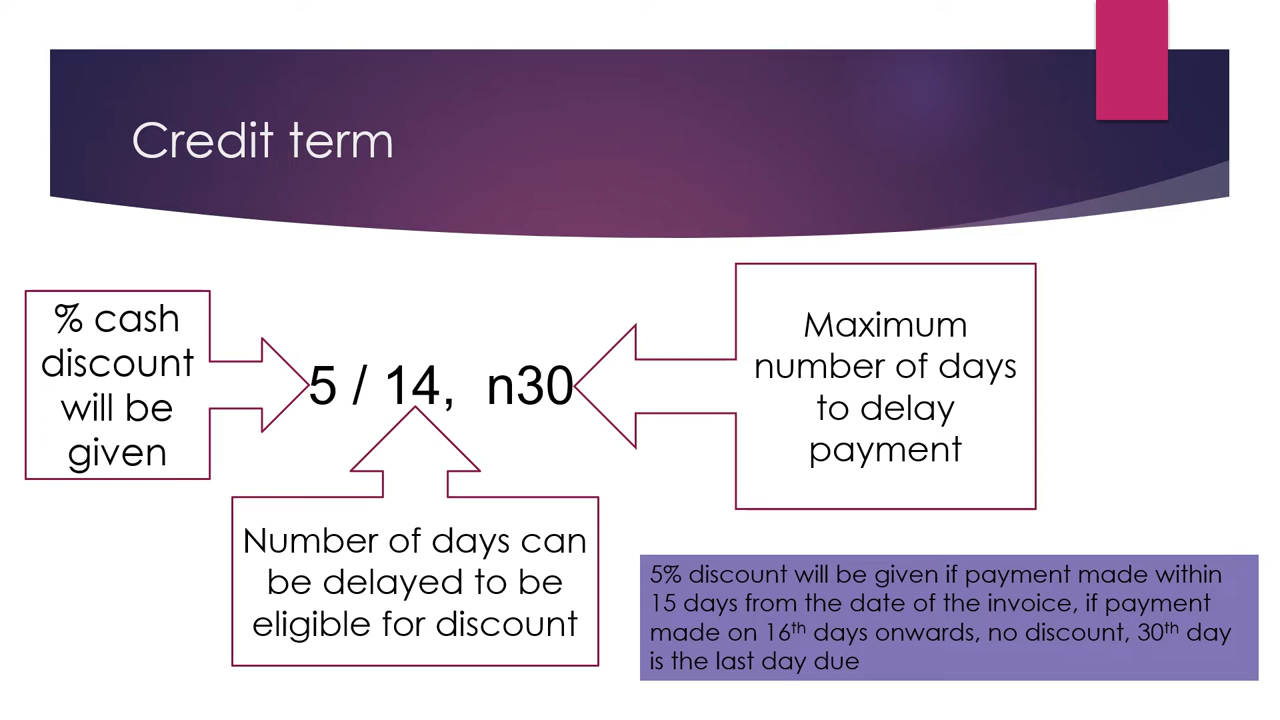 Credit term
% cash
discount
will be
given
5 / 14, n30
Maximum
number of days
to delay
payment
Number of days can
be delayed to be
eligible for discount
5% discount will be given if payment made within
15 days from the date of the invoice, if payment
made on 16th days onwards, no discount, 30th day
is the last day due